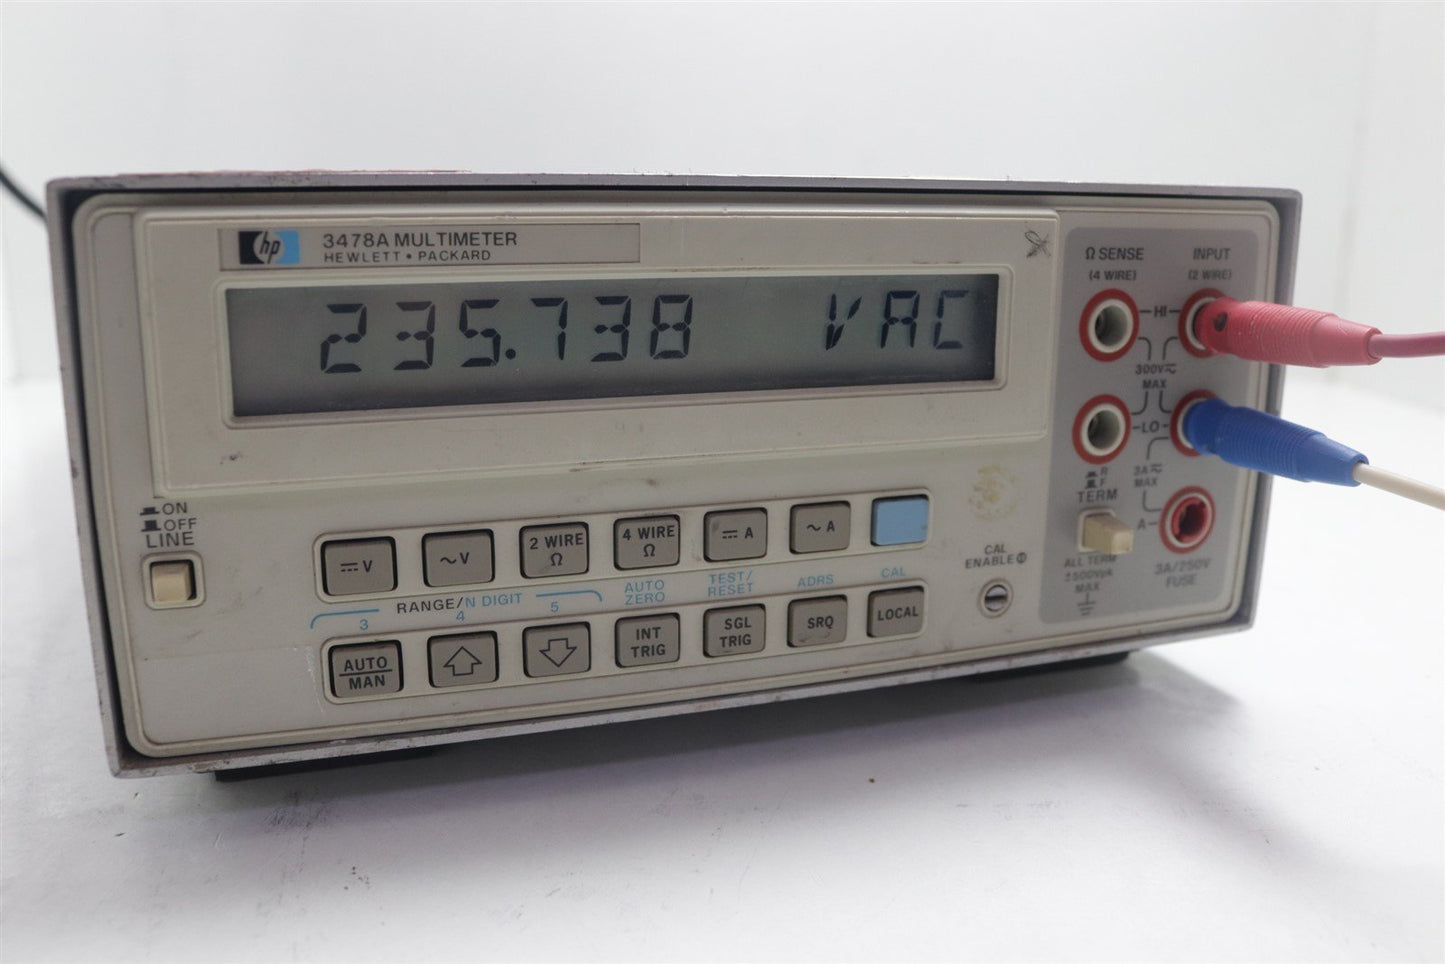 hp 3478A MULTIMETER
HEWLETT • PACKARD
235.738 VAC
Ω SENSE
(4 WIRE)
INPUT
(2 WIRE)
HI
300V⎓~
MAX
LO
R
F
TERM
3A⎓~
MAX
A
ALL TERM
±500Vpk
MAX
3A/250V
FUSE
ON
OFF
LINE
⎓V
~V
2 WIRE
Ω
4 WIRE
Ω
⎓A
~A
CAL
ENABLE
RANGE/N DIGIT
3
4
5
AUTO
ZERO
TEST/
RESET
ADRS
CAL
AUTO
MAN
INT
TRIG
SGL
TRIG
SRQ
LOCAL